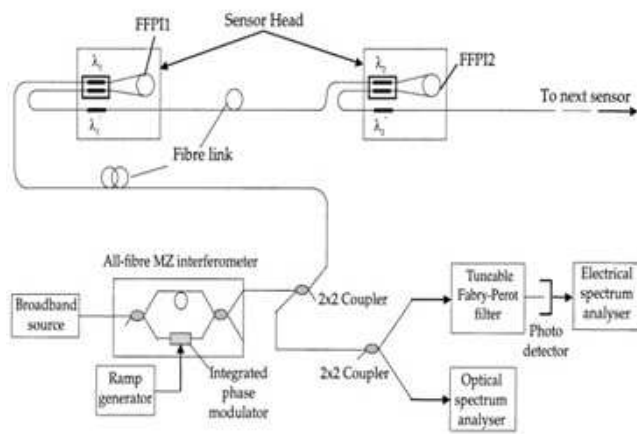 FFPI1
Sensor Head
FFPI2
λ₁
λ₂
λ₁
λ₂
To next sensor
Fibre link
All-fibre MZ interferometer
Broadband
source
2x2 Coupler
Tuneable
Fabry-Perot
filter
Electrical
spectrum
analyser
Photo
detector
Ramp
generator
Integrated
phase
modulator
2x2 Coupler
Optical
spectrum
analyser